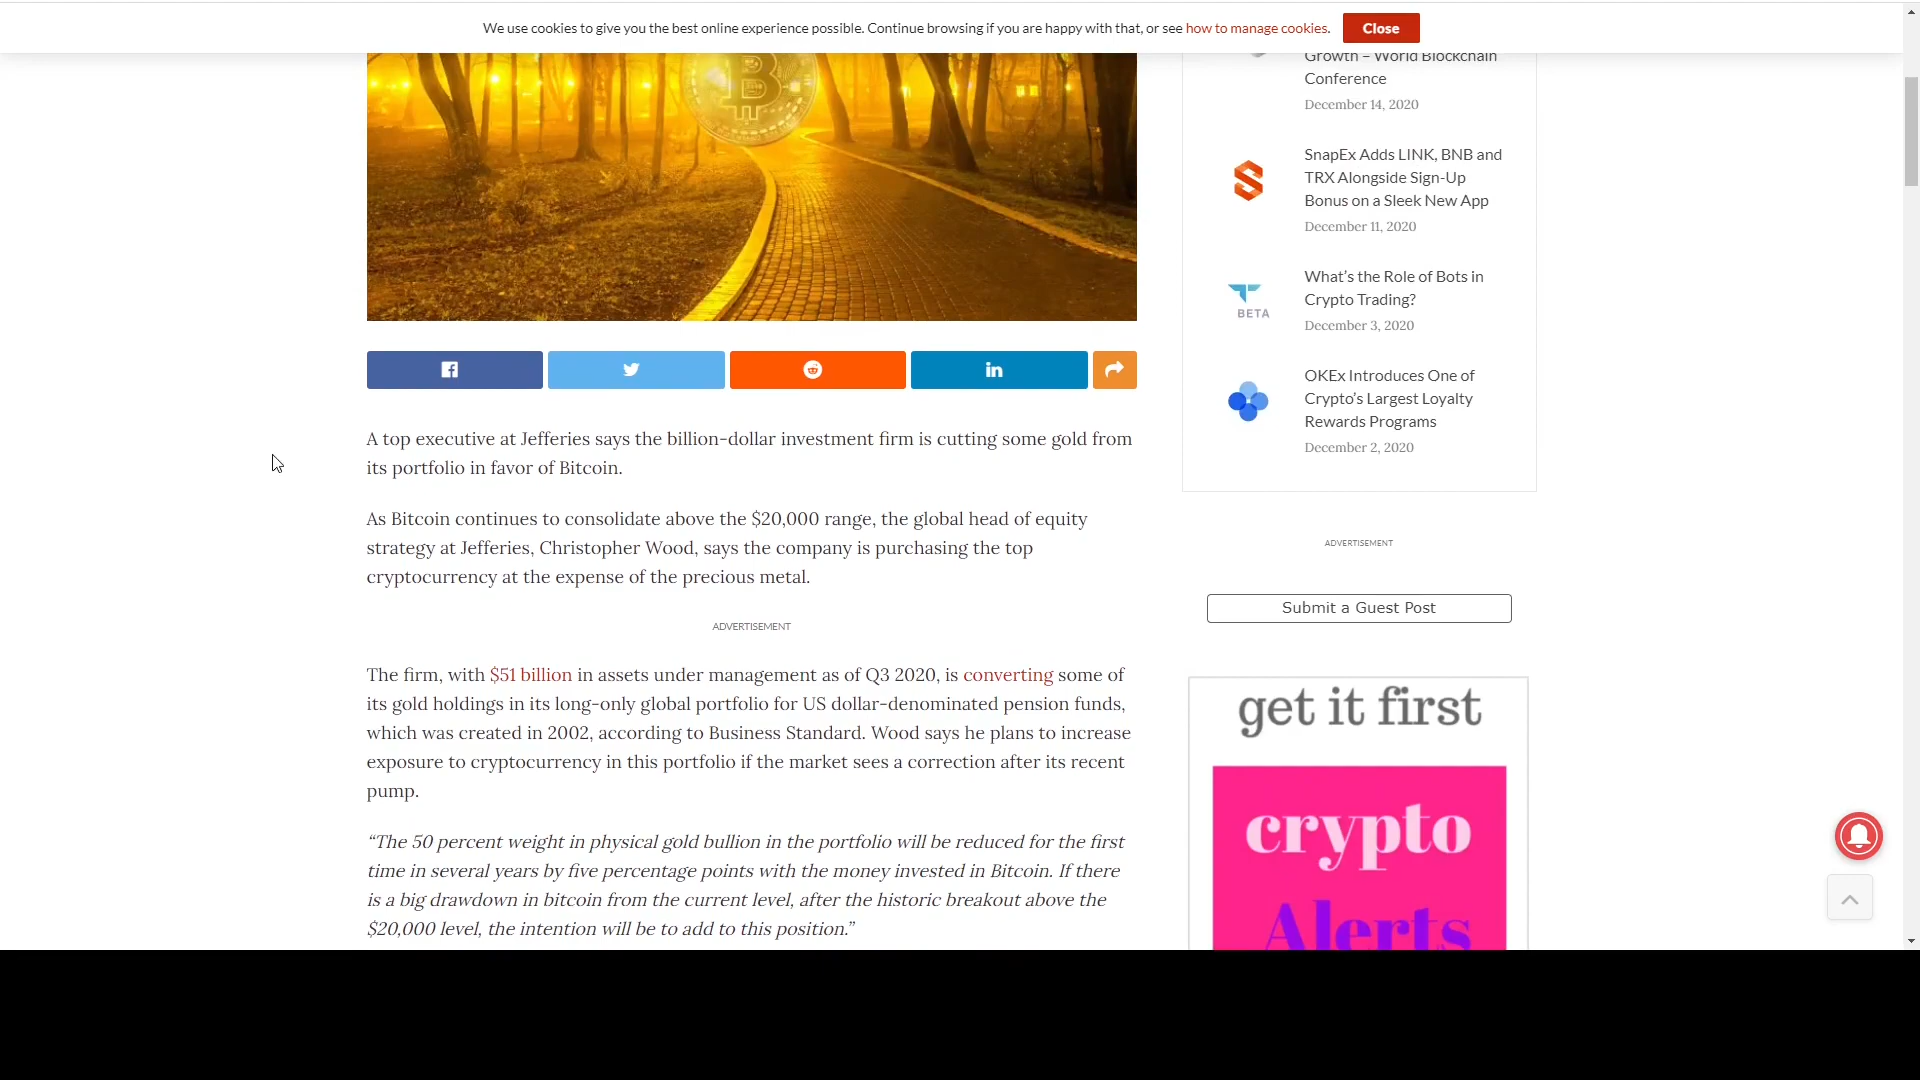 We use cookies to give you the best online experience possible. Continue browsing if you are happy with that, or see how to manage cookies. Close
Growth – World Blockchain
Conference
December 14, 2020
SnapEx Adds LINK, BNB and
TRX Alongside Sign-Up
Bonus on a Sleek New App
December 11, 2020
What's the Role of Bots in
Crypto Trading?
December 3, 2020
BETA
OKEx Introduces One of
Crypto's Largest Loyalty
Rewards Programs
December 2, 2020
A top executive at Jefferies says the billion-dollar investment firm is cutting some gold from
its portfolio in favor of Bitcoin.
As Bitcoin continues to consolidate above the $20,000 range, the global head of equity
strategy at Jefferies, Christopher Wood, says the company is purchasing the top
cryptocurrency at the expense of the precious metal.
ADVERTISEMENT
The firm, with $51 billion in assets under management as of Q3 2020, is converting some of
its gold holdings in its long-only global portfolio for US dollar-denominated pension funds,
which was created in 2002, according to Business Standard. Wood says he plans to increase
exposure to cryptocurrency in this portfolio if the market sees a correction after its recent
pump.
“The 50 percent weight in physical gold bullion in the portfolio will be reduced for the first
time in several years by five percentage points with the money invested in Bitcoin. If there
is a big drawdown in bitcoin from the current level, after the historic breakout above the
$20,000 level, the intention will be to add to this position.”
ADVERTISEMENT
Submit a Guest Post
get it first
crypto
Alerts